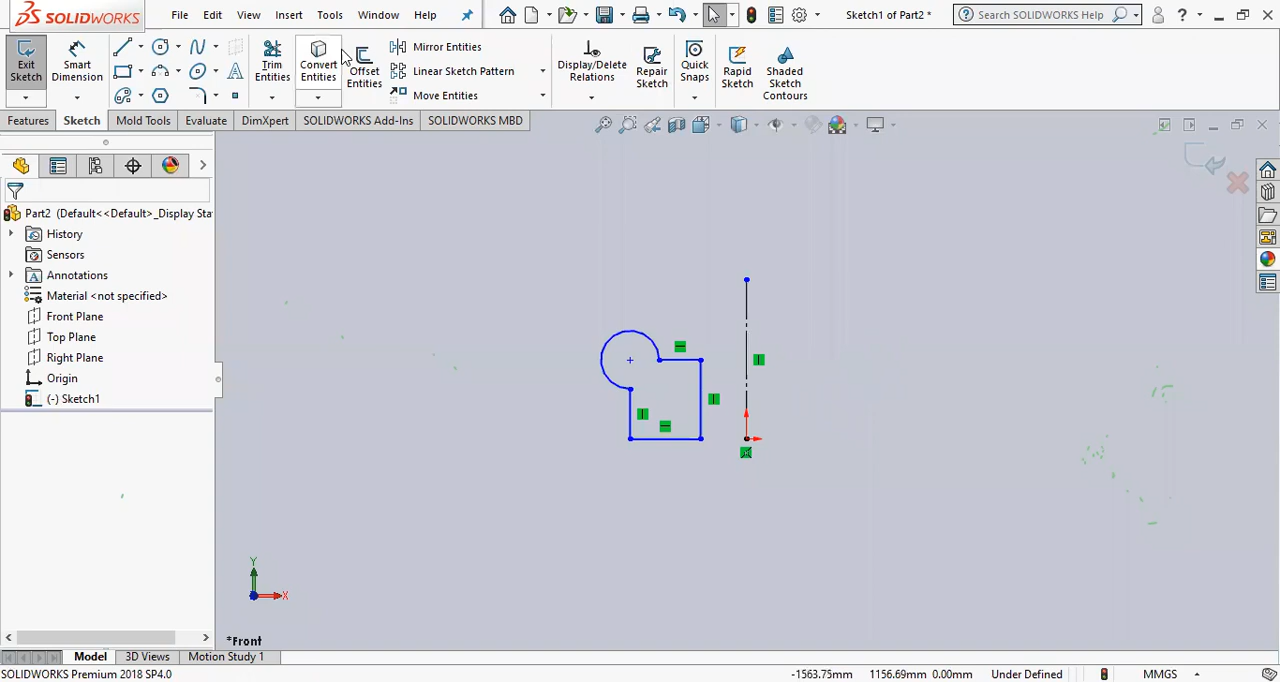 SOLIDWORKS File Edit View Insert Tools Window Help Sketch1 of Part2 * Search SOLIDWORKS Help
Exit Sketch
Smart Dimension
Trim Entities
Convert Entities
Offset Entities
Mirror Entities
Linear Sketch Pattern
Move Entities
Display/Delete Relations
Repair Sketch
Quick Snaps
Rapid Sketch
Shaded Sketch Contours
Features Sketch Mold Tools Evaluate DimXpert SOLIDWORKS Add-Ins SOLIDWORKS MBD
Part2 (Default<<Default>_Display Sta
History
Sensors
Annotations
Material <not specified>
Front Plane
Top Plane
Right Plane
Origin
(-) Sketch1
Y
X
*Front
Model 3D Views Motion Study 1
SOLIDWORKS Premium 2018 SP4.0 -1563.75mm 1156.69mm 0.00mm Under Defined MMGS